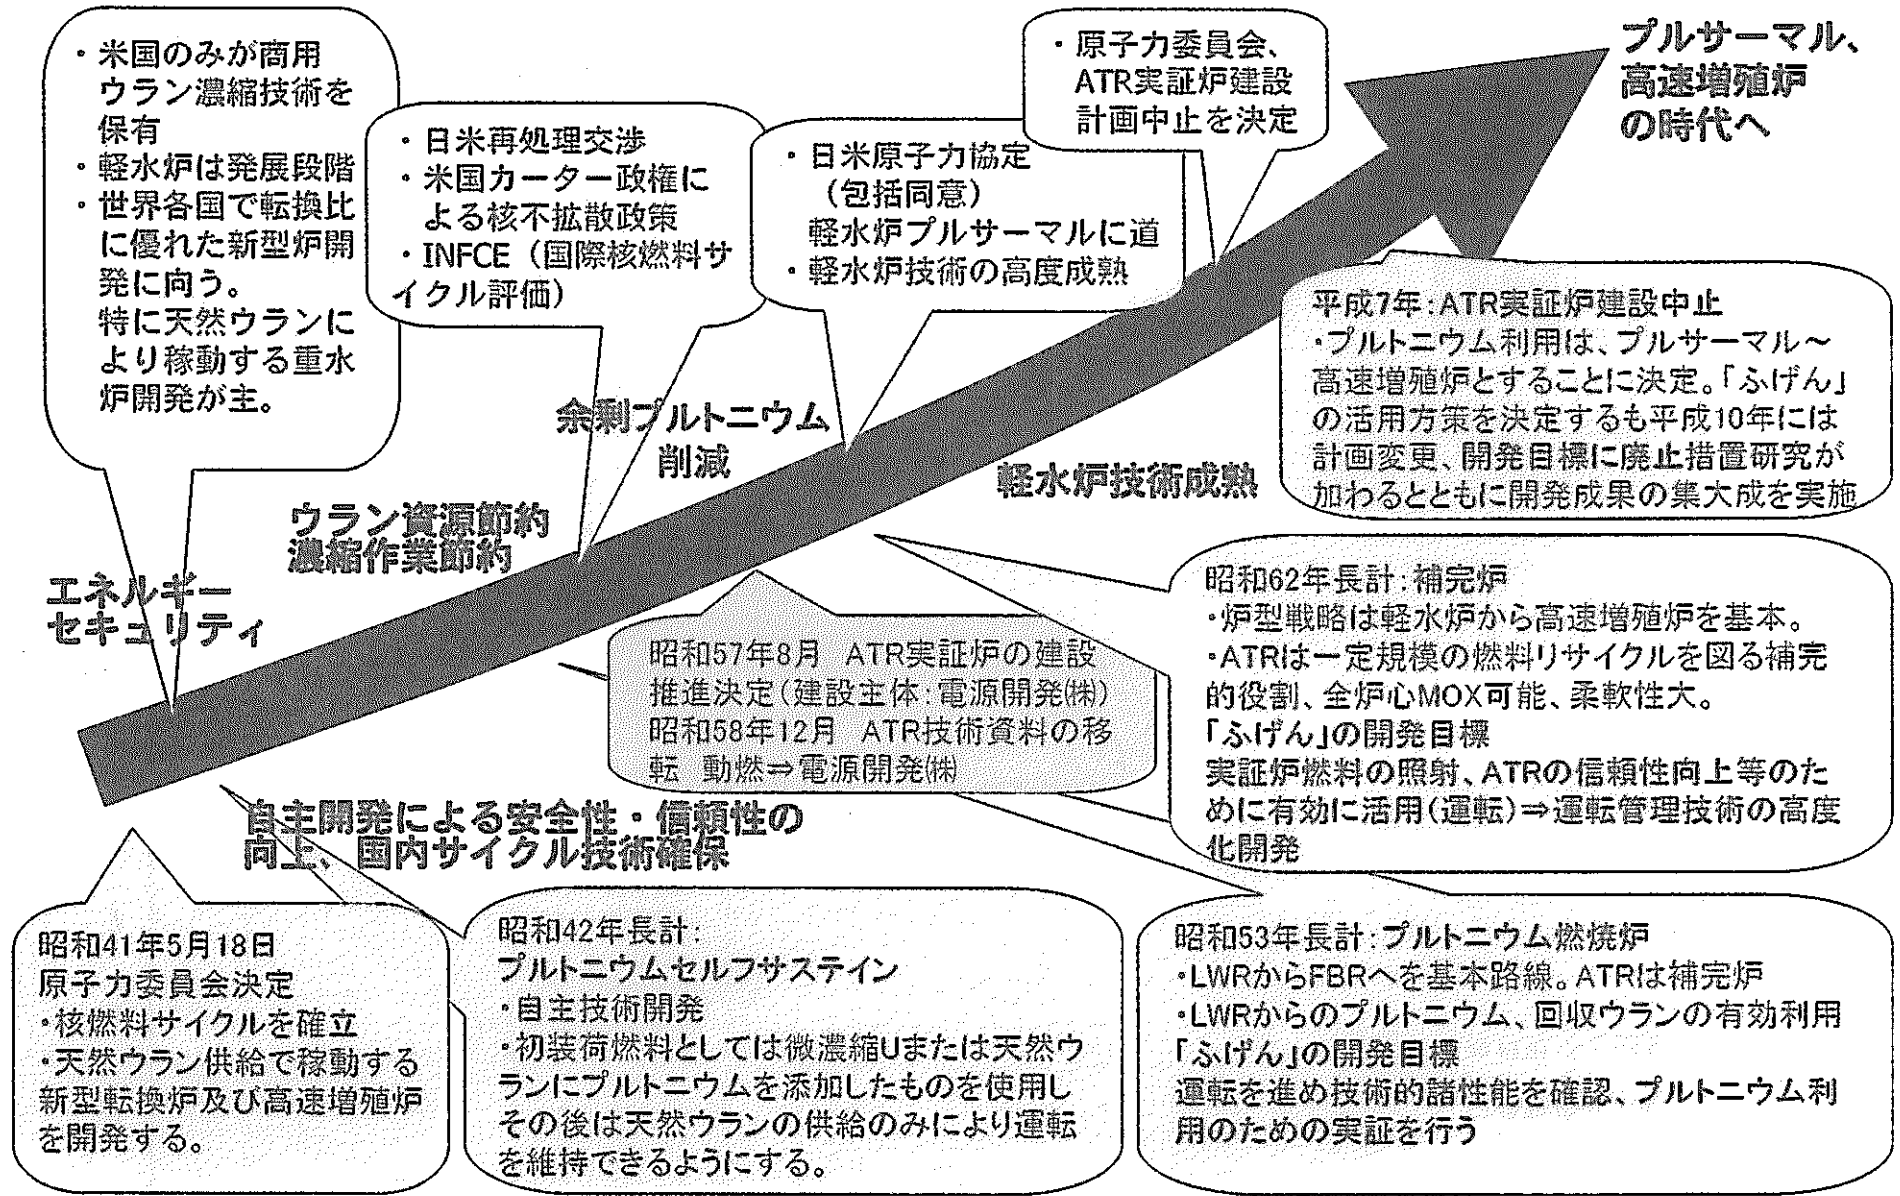 ・米国のみが商用
ウラン濃縮技術を
保有
・軽水炉は発展段階
・世界各国で転換比
に優れた新型炉開
発に向う。
特に天然ウランに
より稼動する重水
炉開発が主。
・日米再処理交渉
・米国カーター政権に
よる核不拡散政策
・INFCE（国際核燃料サ
イクル評価）
・日米原子力協定
（包括同意）
軽水炉プルサーマルに道
・軽水炉技術の高度成熟
・原子力委員会、
ATR実証炉建設
計画中止を決定
プルサーマル、
高速増殖炉
の時代へ
エネルギー
セキュリティ
ウラン資源節約
濃縮作業節約
余剰プルトニウム
削減
軽水炉技術成熟
自主開発による安全性・信頼性の
向上、国内サイクル技術確保
平成7年：ATR実証炉建設中止
・プルトニウム利用は、プルサーマル～
高速増殖炉とすることに決定。「ふげん」
の活用方策を決定するも平成10年には
計画変更、開発目標に廃止措置研究が
加わるとともに開発成果の集大成を実施
昭和62年長計：補完炉
・炉型戦略は軽水炉から高速増殖炉を基本。
・ATRは一定規模の燃料リサイクルを図る補完
的役割、全炉心MOX可能、柔軟性大。
「ふげん」の開発目標
実証炉燃料の照射、ATRの信頼性向上等のた
めに有効に活用（運転）⇒運転管理技術の高度
化開発
昭和57年8月 ATR実証炉の建設
推進決定（建設主体：電源開発㈱）
昭和58年12月 ATR技術資料の移
転 動燃⇒電源開発㈱
昭和41年5月18日
原子力委員会決定
・核燃料サイクルを確立
・天然ウラン供給で稼動する
新型転換炉及び高速増殖炉
を開発する。
昭和42年長計：
プルトニウムセルフサステイン
・自主技術開発
・初装荷燃料としては微濃縮Uまたは天然ウ
ランにプルトニウムを添加したものを使用し
その後は天然ウランの供給のみにより運転
を維持できるようにする。
昭和53年長計：プルトニウム燃焼炉
・LWRからFBRへを基本路線。ATRは補完炉
・LWRからのプルトニウム、回収ウランの有効利用
「ふげん」の開発目標
運転を進め技術的諸性能を確認、プルトニウム利
用のための実証を行う